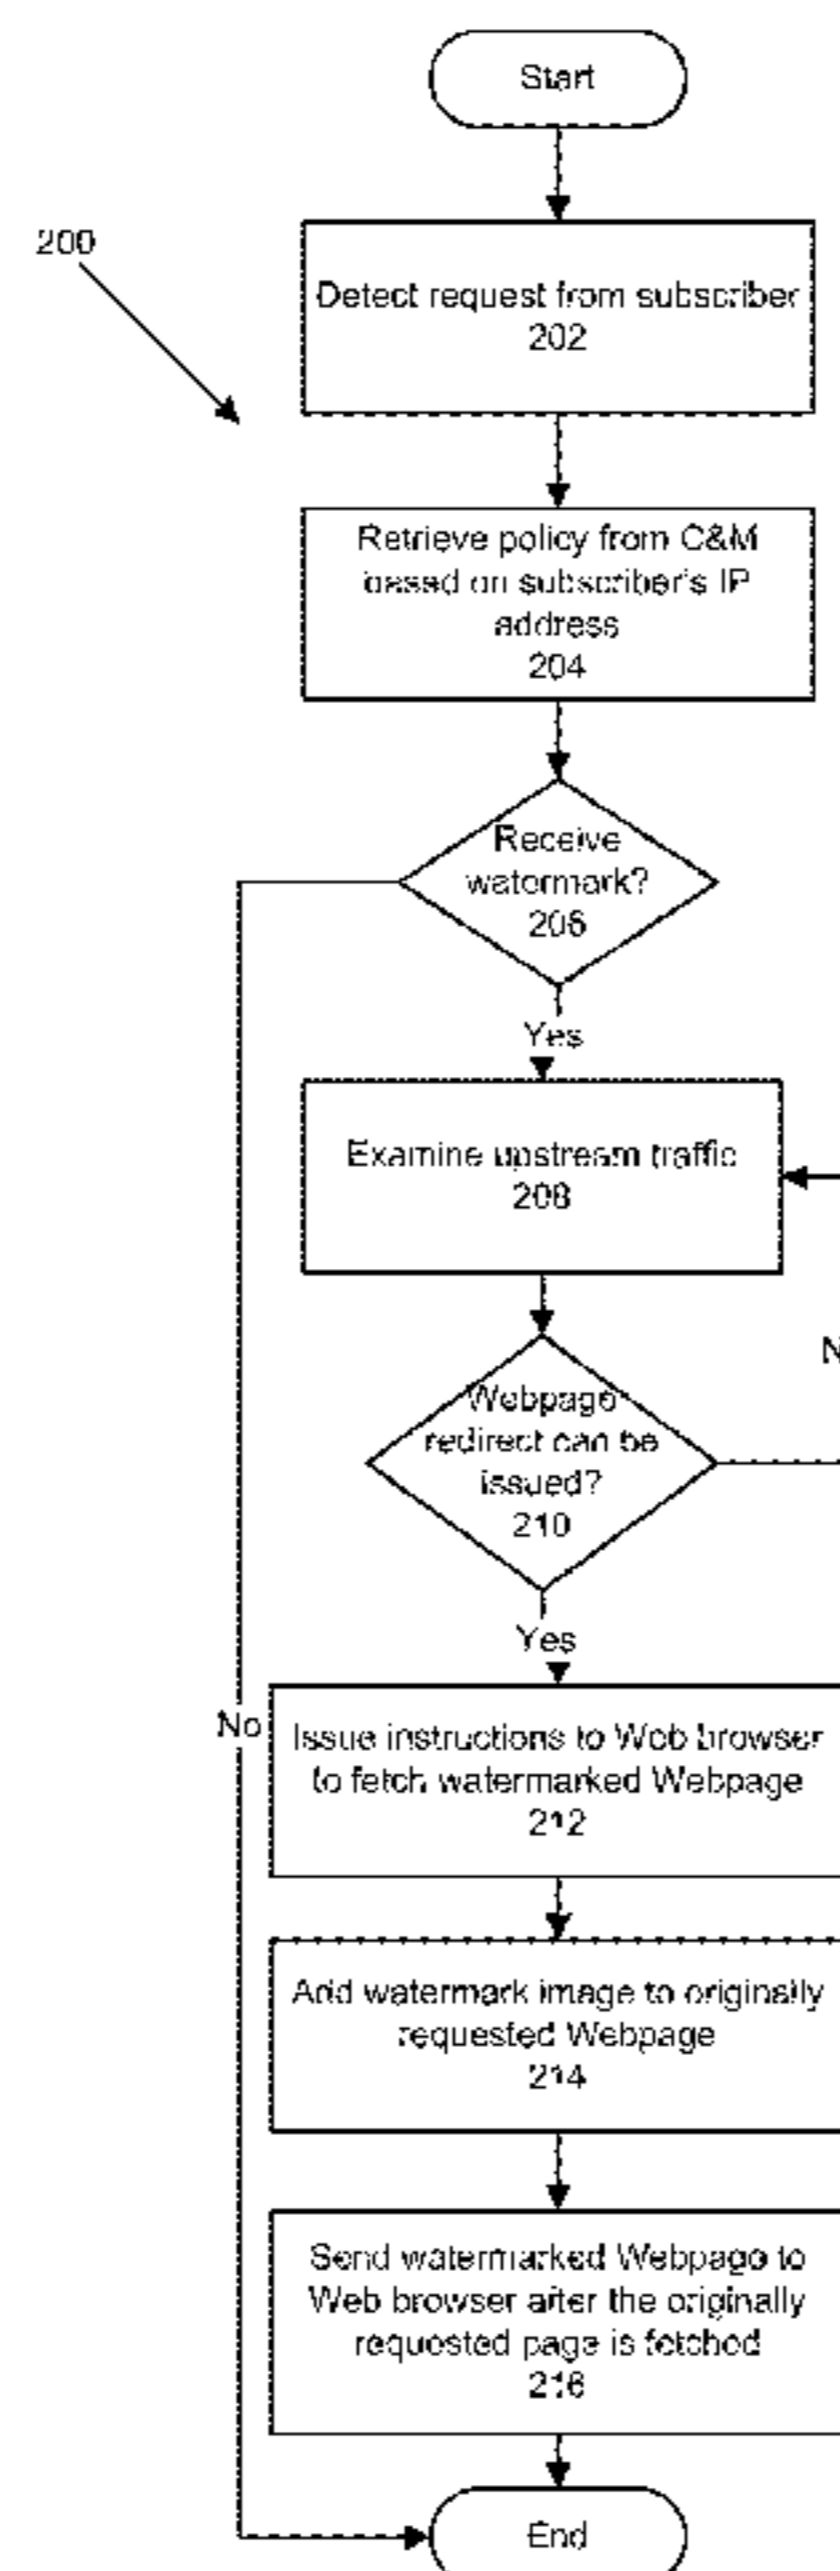 Start
200
Detect request from subscriber
202
Retrieve policy from C&M
based on subscriber's IP
address
204
Receive
watermark?
206
Yes
Examine upstream traffic
208
N
Webpage
redirect can be
issued?
210
Yes
No
Issue instructions to Web browser
to fetch watermarked Webpage
212
Add watermark image to originally
requested Webpage
214
Send watermarked Webpage to
Web browser after the originally
requested page is fetched
216
End